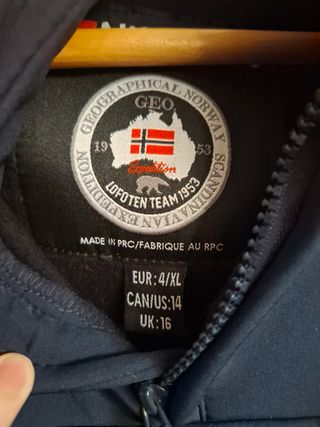 GEOGRAPHICAL NORWAY
SCANDINAVIAN EXPEDITION
GEO
19 53
Expedition
LOFOTEN TEAM 1953
MADE IN PRC/FABRIQUE AU RPC
EUR: 4/XL
CAN/US: 14
UK: 16